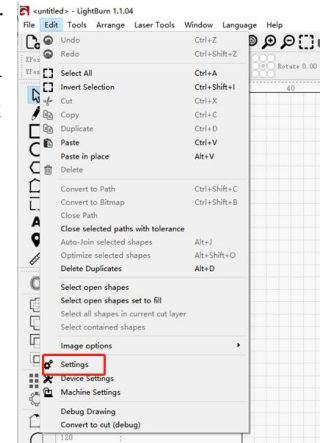 <untitled> - LightBurn 1.1.04
File Edit Tools Arrange Laser Tools Window Language Help
Undo Ctrl+Z
Redo Ctrl+Shift+Z
Select All Ctrl+A
Invert Selection Ctrl+Shift+I
Cut Ctrl+X
Copy Ctrl+C
Duplicate Ctrl+D
Paste Ctrl+V
Paste in place Alt+V
Delete
Convert to Path Ctrl+Shift+C
Convert to Bitmap Ctrl+Shift+B
Close Path
Close selected paths with tolerance
Auto-Join selected shapes Alt+J
Optimize selected shapes Alt+Shift+O
Delete Duplicates Alt+D
Select open shapes
Select open shapes set to fill
Select all shapes in current cut layer
Select contained shapes
Image options
Settings
Device Settings
Machine Settings
Debug Drawing
Convert to cut (debug)
XPos
YPos
Rotate 0.00
40
120